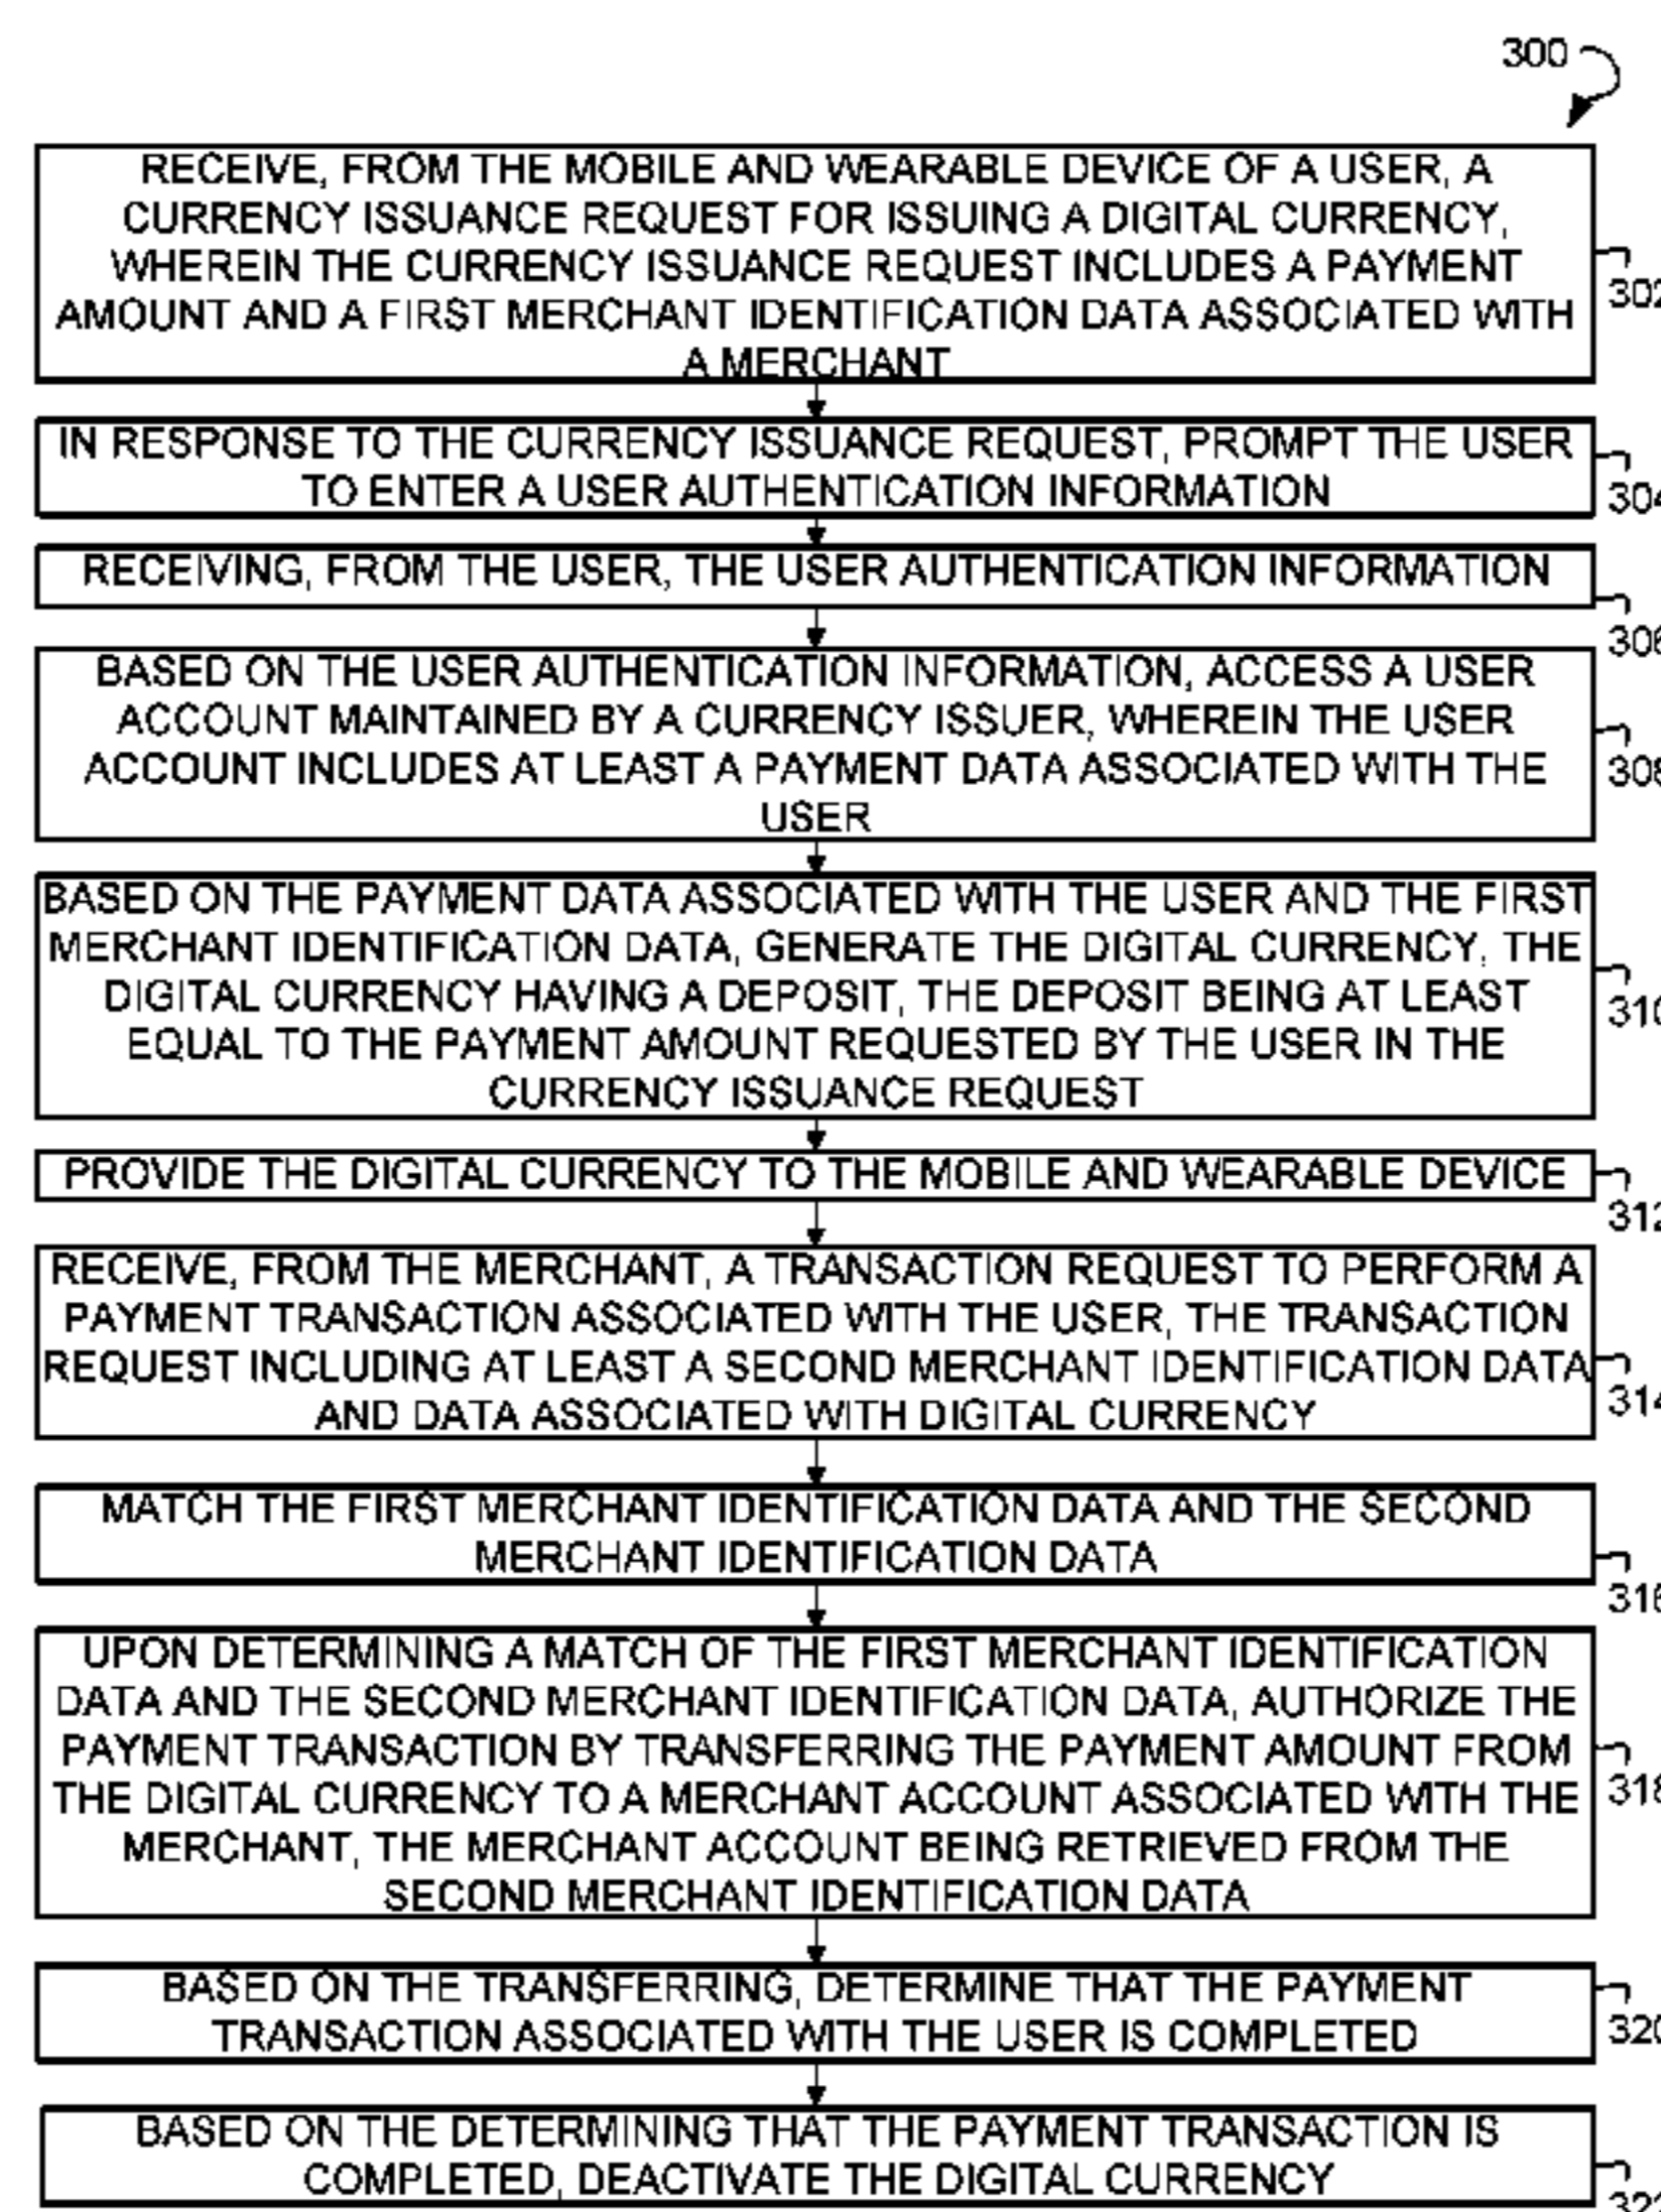 300
RECEIVE, FROM THE MOBILE AND WEARABLE DEVICE OF A USER, A
CURRENCY ISSUANCE REQUEST FOR ISSUING A DIGITAL CURRENCY,
WHEREIN THE CURRENCY ISSUANCE REQUEST INCLUDES A PAYMENT
AMOUNT AND A FIRST MERCHANT IDENTIFICATION DATA ASSOCIATED WITH
A MERCHANT
302
IN RESPONSE TO THE CURRENCY ISSUANCE REQUEST, PROMPT THE USER
TO ENTER A USER AUTHENTICATION INFORMATION
304
RECEIVING, FROM THE USER, THE USER AUTHENTICATION INFORMATION
306
BASED ON THE USER AUTHENTICATION INFORMATION, ACCESS A USER
ACCOUNT MAINTAINED BY A CURRENCY ISSUER, WHEREIN THE USER
ACCOUNT INCLUDES AT LEAST A PAYMENT DATA ASSOCIATED WITH THE
USER
308
BASED ON THE PAYMENT DATA ASSOCIATED WITH THE USER AND THE FIRST
MERCHANT IDENTIFICATION DATA, GENERATE THE DIGITAL CURRENCY, THE
DIGITAL CURRENCY HAVING A DEPOSIT, THE DEPOSIT BEING AT LEAST
EQUAL TO THE PAYMENT AMOUNT REQUESTED BY THE USER IN THE
CURRENCY ISSUANCE REQUEST
310
PROVIDE THE DIGITAL CURRENCY TO THE MOBILE AND WEARABLE DEVICE
312
RECEIVE, FROM THE MERCHANT, A TRANSACTION REQUEST TO PERFORM A
PAYMENT TRANSACTION ASSOCIATED WITH THE USER, THE TRANSACTION
REQUEST INCLUDING AT LEAST A SECOND MERCHANT IDENTIFICATION DATA
AND DATA ASSOCIATED WITH DIGITAL CURRENCY
314
MATCH THE FIRST MERCHANT IDENTIFICATION DATA AND THE SECOND
MERCHANT IDENTIFICATION DATA
316
UPON DETERMINING A MATCH OF THE FIRST MERCHANT IDENTIFICATION
DATA AND THE SECOND MERCHANT IDENTIFICATION DATA, AUTHORIZE THE
PAYMENT TRANSACTION BY TRANSFERRING THE PAYMENT AMOUNT FROM
THE DIGITAL CURRENCY TO A MERCHANT ACCOUNT ASSOCIATED WITH THE
MERCHANT, THE MERCHANT ACCOUNT BEING RETRIEVED FROM THE
SECOND MERCHANT IDENTIFICATION DATA
318
BASED ON THE TRANSFERRING, DETERMINE THAT THE PAYMENT
TRANSACTION ASSOCIATED WITH THE USER IS COMPLETED
320
BASED ON THE DETERMINING THAT THE PAYMENT TRANSACTION IS
COMPLETED, DEACTIVATE THE DIGITAL CURRENCY